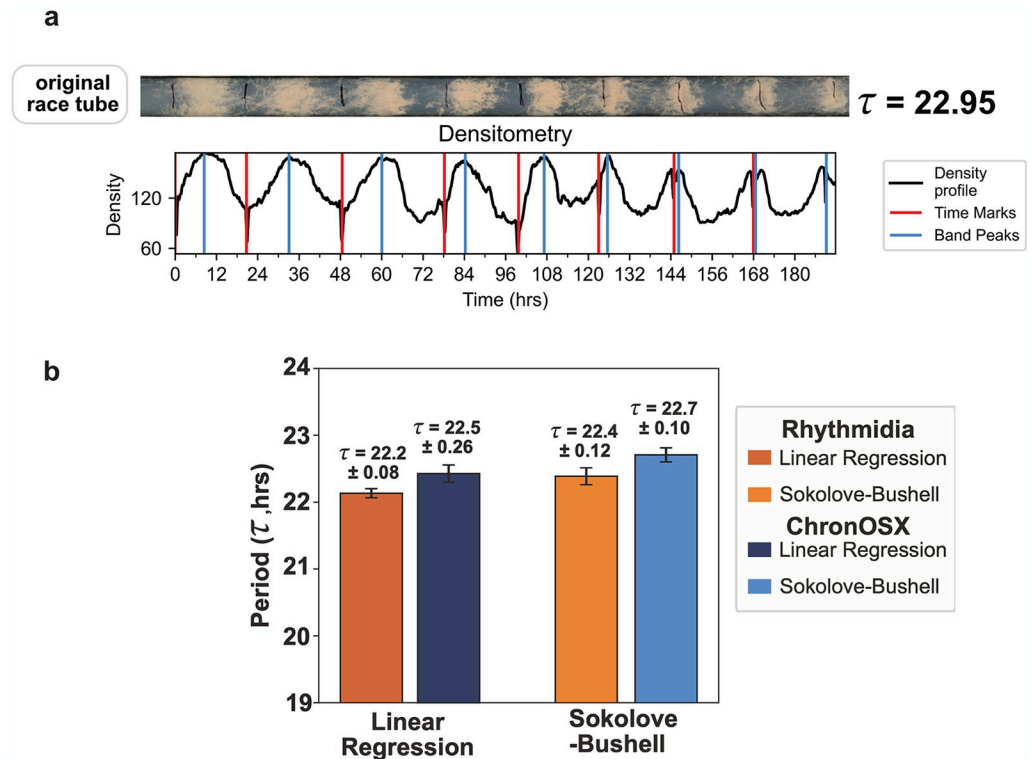 a
original
race tube
τ = 22.95
Densitometry
Density
120
60
0 12 24 36 48 60 72 84 96 108 120 132 144 156 168 180
Time (hrs)
Density
profile
Time Marks
Band Peaks
b
Period (τ ,hrs)
24
23
22
21
20
19
τ = 22.2
± 0.08
τ = 22.5
± 0.26
τ = 22.4
± 0.12
τ = 22.7
± 0.10
Linear
Regression
Sokolove
-Bushell
Rhythmidia
Linear Regression
Sokolove-Bushell
ChronOSX
Linear Regression
Sokolove-Bushell